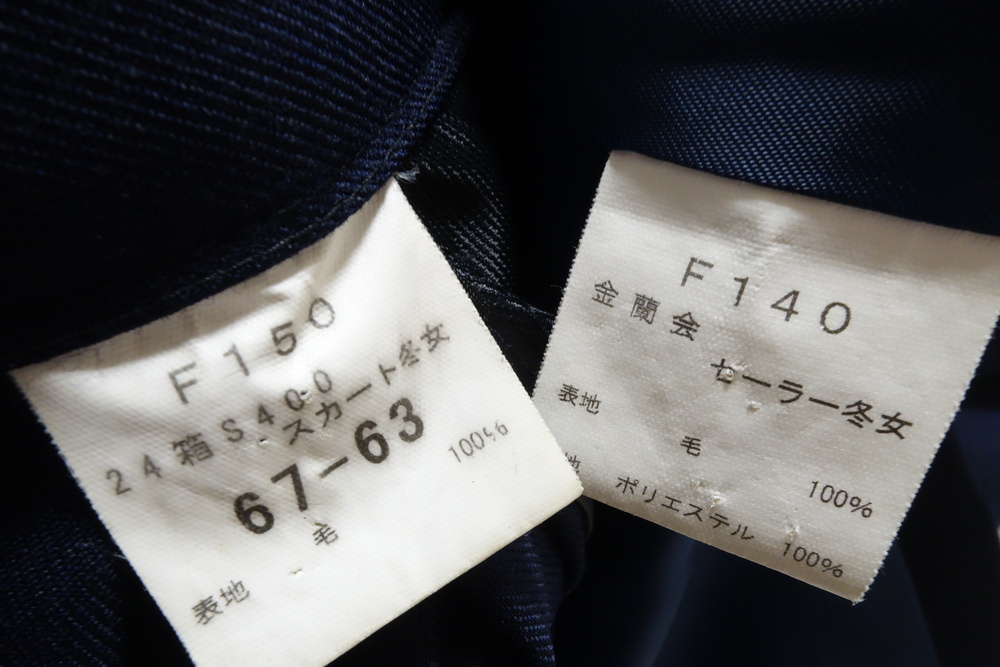 F150
24箱S400
スカート冬女
67-63
表地 毛 100%
F140
金蘭会
セーラー冬女
表地 毛 100%
地 ポリエステル 100%